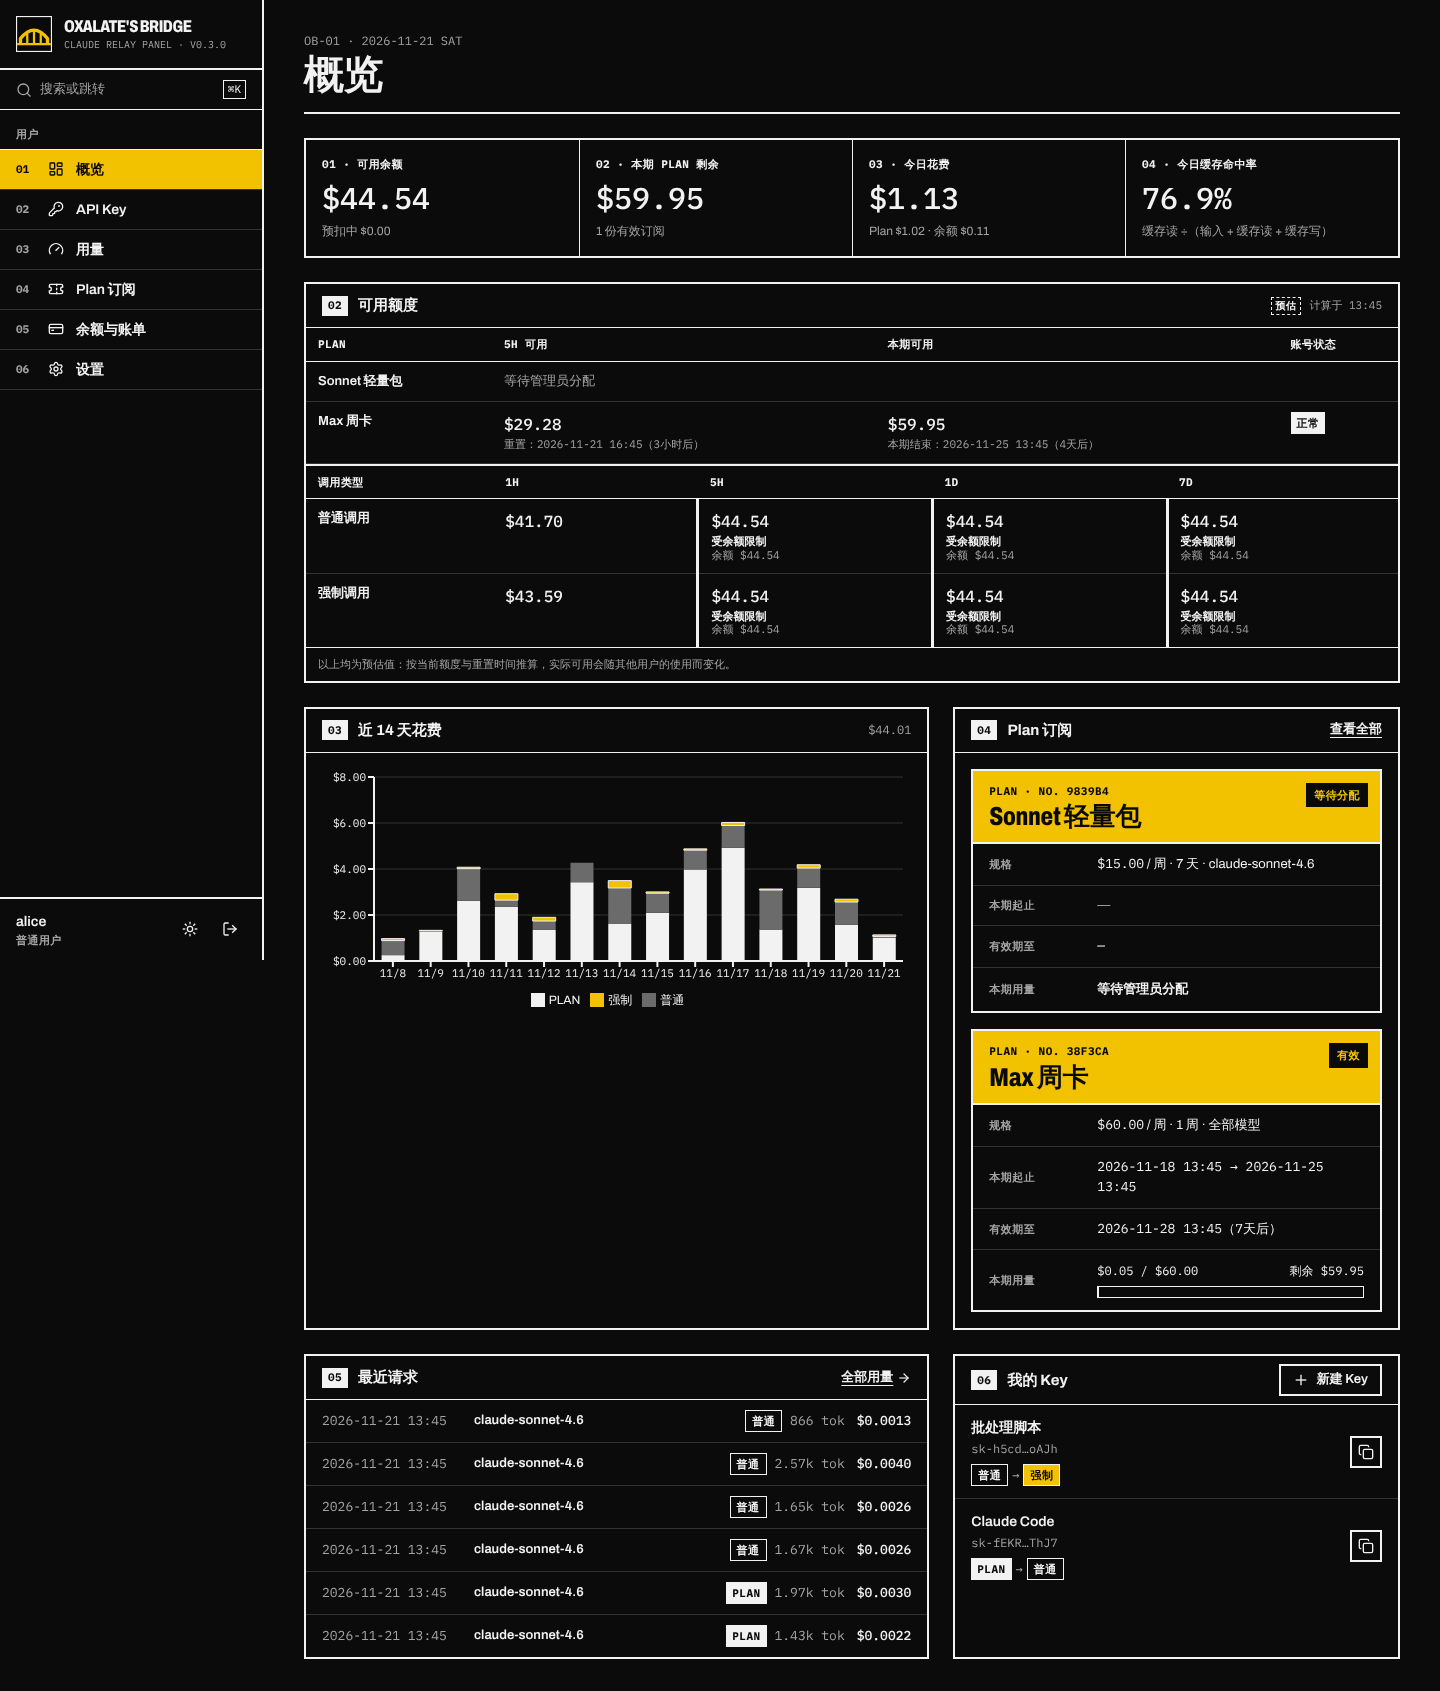 OXALATE'S BRIDGE
CLAUDE RELAY PANEL · V0.3.0
搜索或跳转 ⌘K
用户
01 概览
02 API Key
03 用量
04 Plan 订阅
05 余额与账单
06 设置
alice
普通用户
OB-01 · 2026-11-21 SAT
概览
01 · 可用余额
$44.54
预扣中 $0.00
02 · 本期 PLAN 剩余
$59.95
1 份有效订阅
03 · 今日花费
$1.13
Plan $1.02 · 余额 $0.11
04 · 今日缓存命中率
76.9%
缓存读 ÷（输入 + 缓存读 + 缓存写）
02 可用额度 预估 计算于 13:45
PLAN 5H 可用 本期可用 账号状态
Sonnet 轻量包 等待管理员分配
Max 周卡 $29.28 $59.95 正常
重置：2026-11-21 16:45（3小时后） 本期结束：2026-11-25 13:45（4天后）
调用类型 1H 5H 1D 7D
普通调用 $41.70 $44.54 $44.54 $44.54
受余额限制 受余额限制 受余额限制
余额 $44.54 余额 $44.54 余额 $44.54
强制调用 $43.59 $44.54 $44.54 $44.54
受余额限制 受余额限制 受余额限制
余额 $44.54 余额 $44.54 余额 $44.54
以上均为预估值：按当前额度与重置时间推算，实际可用会随其他用户的使用而变化。
03 近 14 天花费 $44.01
$8.00
$6.00
$4.00
$2.00
$0.00
11/8 11/9 11/10 11/11 11/12 11/13 11/14 11/15 11/16 11/17 11/18 11/19 11/20 11/21
PLAN 强制 普通
04 Plan 订阅 查看全部
PLAN · NO. 9839B4 等待分配
Sonnet 轻量包
规格 $15.00 / 周 · 7 天 · claude-sonnet-4.6
本期起止 —
有效期至 —
本期用量 等待管理员分配
PLAN · NO. 38F3CA 有效
Max 周卡
规格 $60.00 / 周 · 1 周 · 全部模型
本期起止 2026-11-18 13:45 → 2026-11-25
13:45
有效期至 2026-11-28 13:45（7天后）
本期用量 $0.05 / $60.00 剩余 $59.95
05 最近请求 全部用量 →
2026-11-21 13:45 claude-sonnet-4.6 普通 866 tok $0.0013
2026-11-21 13:45 claude-sonnet-4.6 普通 2.57k tok $0.0040
2026-11-21 13:45 claude-sonnet-4.6 普通 1.65k tok $0.0026
2026-11-21 13:45 claude-sonnet-4.6 普通 1.67k tok $0.0026
2026-11-21 13:45 claude-sonnet-4.6 PLAN 1.97k tok $0.0030
2026-11-21 13:45 claude-sonnet-4.6 PLAN 1.43k tok $0.0022
06 我的 Key + 新建 Key
批处理脚本
sk-h5cd…oAJh
普通 → 强制
Claude Code
sk-fEKR…ThJ7
PLAN → 普通